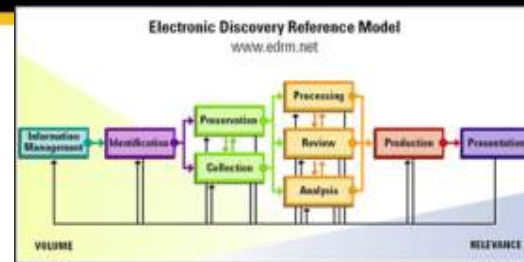 Electronic Discovery Reference Model
www.edrm.net
Processing
Preservation
Information
Management
Identification
Review
Production
Presentation
Collection
Analysis
VOLUME
RELEVANCE